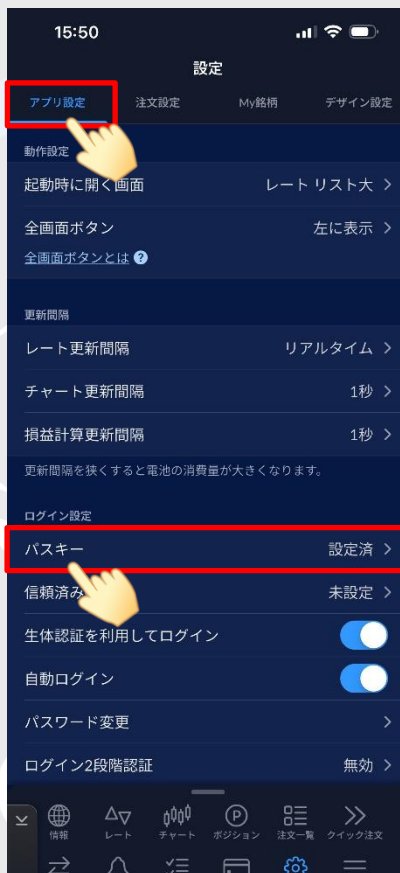 15:50
設定
アプリ設定 注文設定 My銘柄 デザイン設定
動作設定
起動時に開く画面 レート リスト大
全画面ボタン 左に表示
全画面ボタンとは ?
更新間隔
レート更新間隔 リアルタイム
チャート更新間隔 1秒
損益計算更新間隔 1秒
更新間隔を狭くすると電池の消費量が大きくなります。
ログイン設定
パスキー 設定済
信頼済み 未設定
生体認証を利用してログイン
自動ログイン
パスワード変更
ログイン2段階認証 無効
情報 レート チャート P ポジション 注文一覧 クイック注文